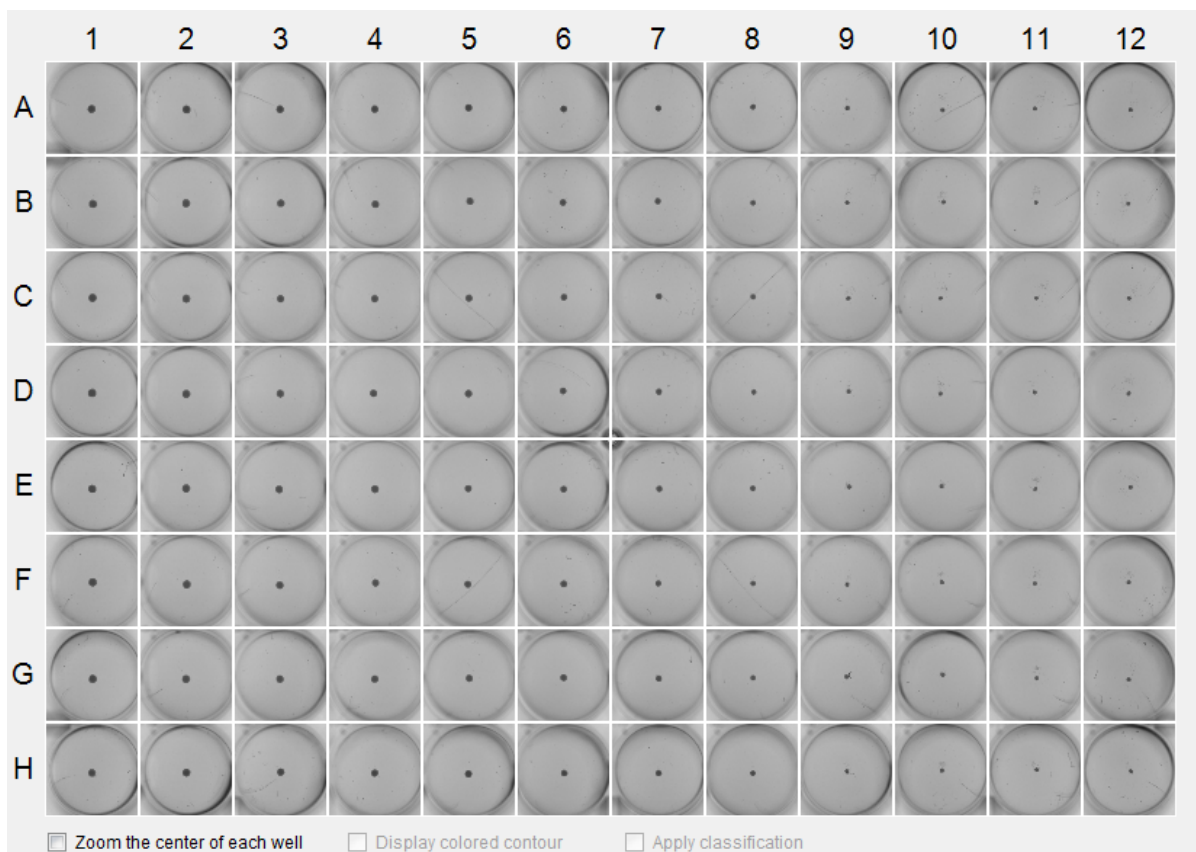 1 2 3 4 5 6 7 8 9 10 11 12
A
B
C
D
E
F
G
H
Zoom the center of each well Display colored contour Apply classification